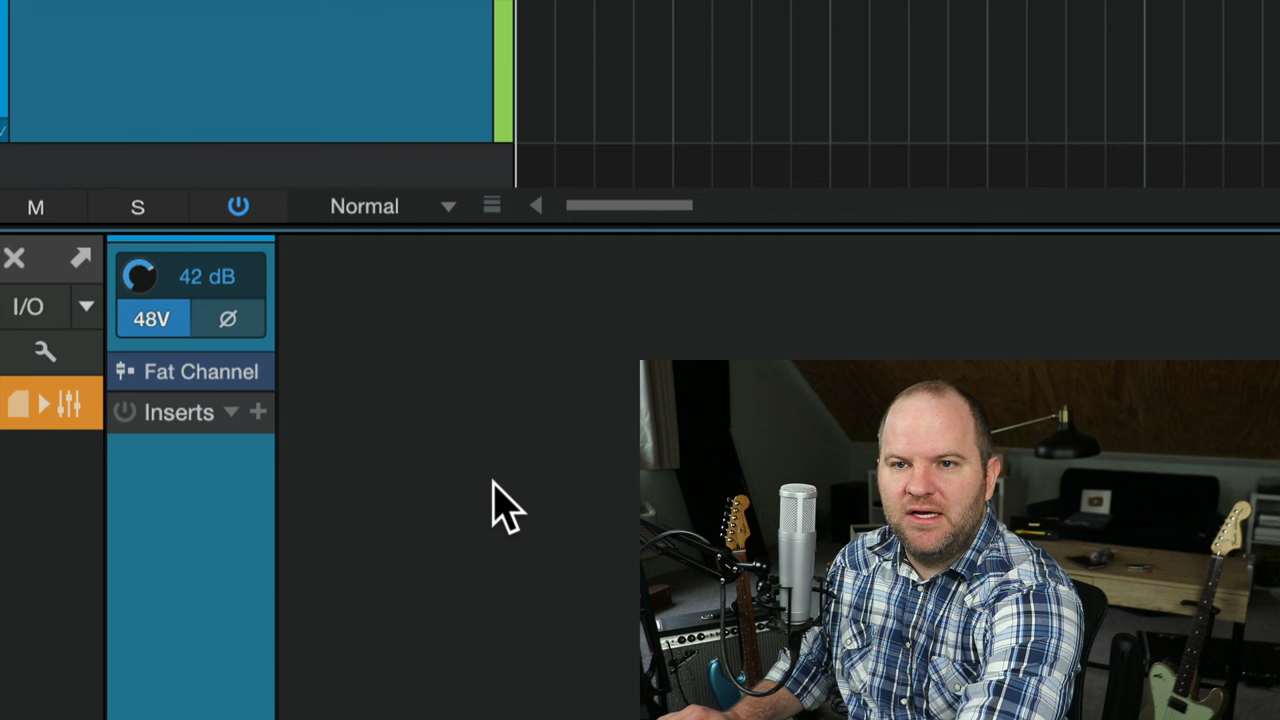 M S Normal
42 dB
I/O
48V Ø
Fat Channel
Inserts